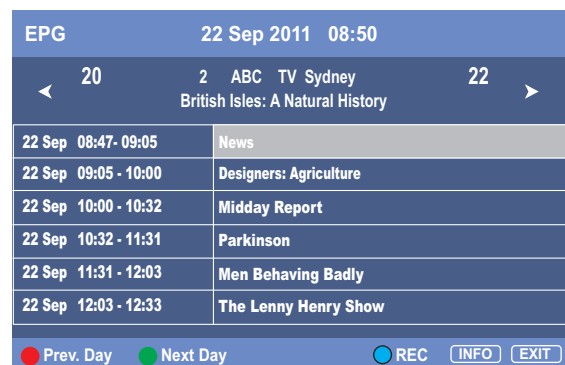 EPG 22 Sep 2011 08:50
20 2 ABC TV Sydney 22
British Isles: A Natural History
22 Sep 08:47- 09:05 News
22 Sep 09:05 - 10:00 Designers: Agriculture
22 Sep 10:00 - 10:32 Midday Report
22 Sep 10:32 - 11:31 Parkinson
22 Sep 11:31 - 12:03 Men Behaving Badly
22 Sep 12:03 - 12:33 The Lenny Henry Show
Prev. Day Next Day REC INFO EXIT